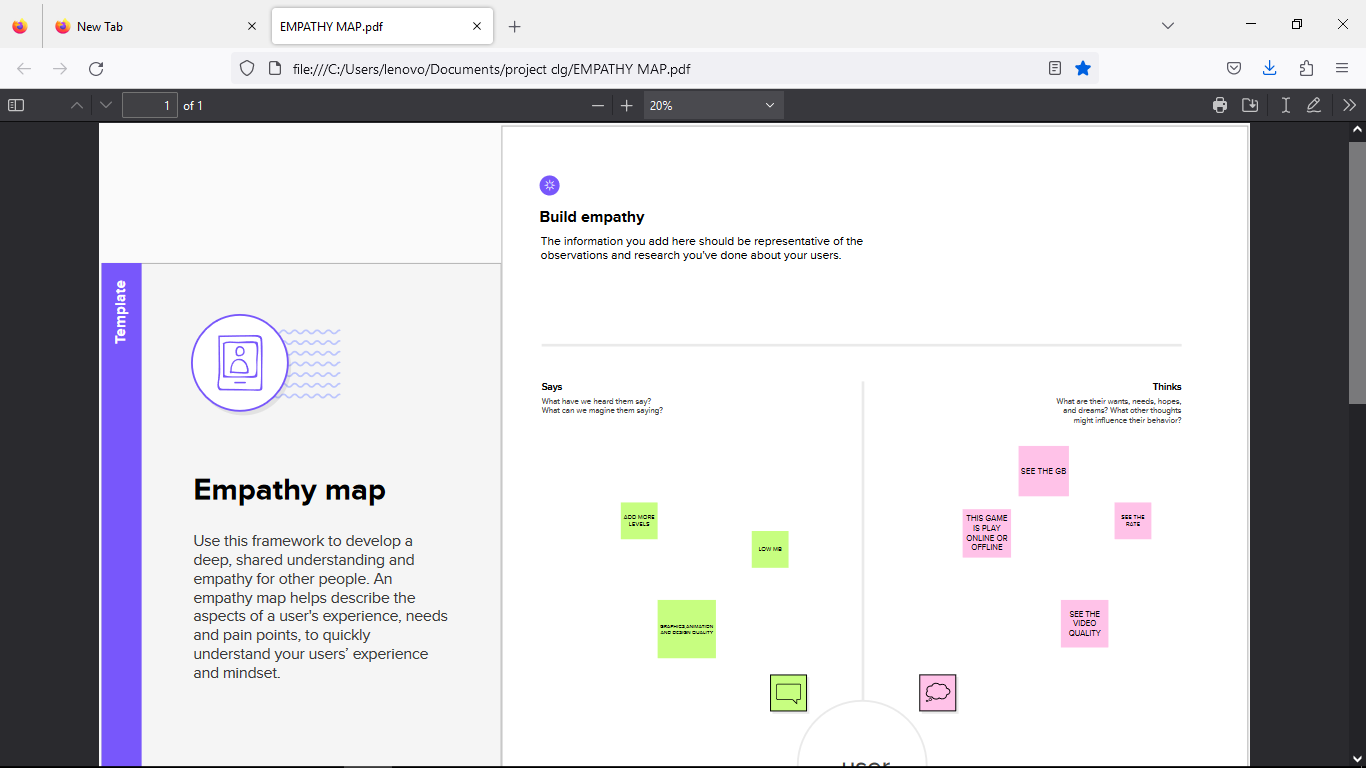 New Tab
EMPATHY MAP.pdf
file:///C:/Users/lenovo/Documents/project clg/EMPATHY MAP.pdf
1 of 1
20%
Template
Empathy map
Use this framework to develop a
deep, shared understanding and
empathy for other people. An
empathy map helps describe the
aspects of a user's experience, needs
and pain points, to quickly
understand your users’ experience
and mindset.
Build empathy
The information you add here should be representative of the
observations and research you've done about your users.
Says
What have we heard them say?
What can we magine them saying?
ADD MORE
LEVELS
LOW MB
GRAPHICS,ANIMATION
AND DESIGN QUALITY
Thinks
What are their wants, needs, hopes,
and dreams? What other thoughts
might influence their behavior?
SEE THE GB
THIS GAME
IS PLAY
ONLINE OR
OFFLINE
SEE THE
RATE
SEE THE
VIDEO
QUALITY
user